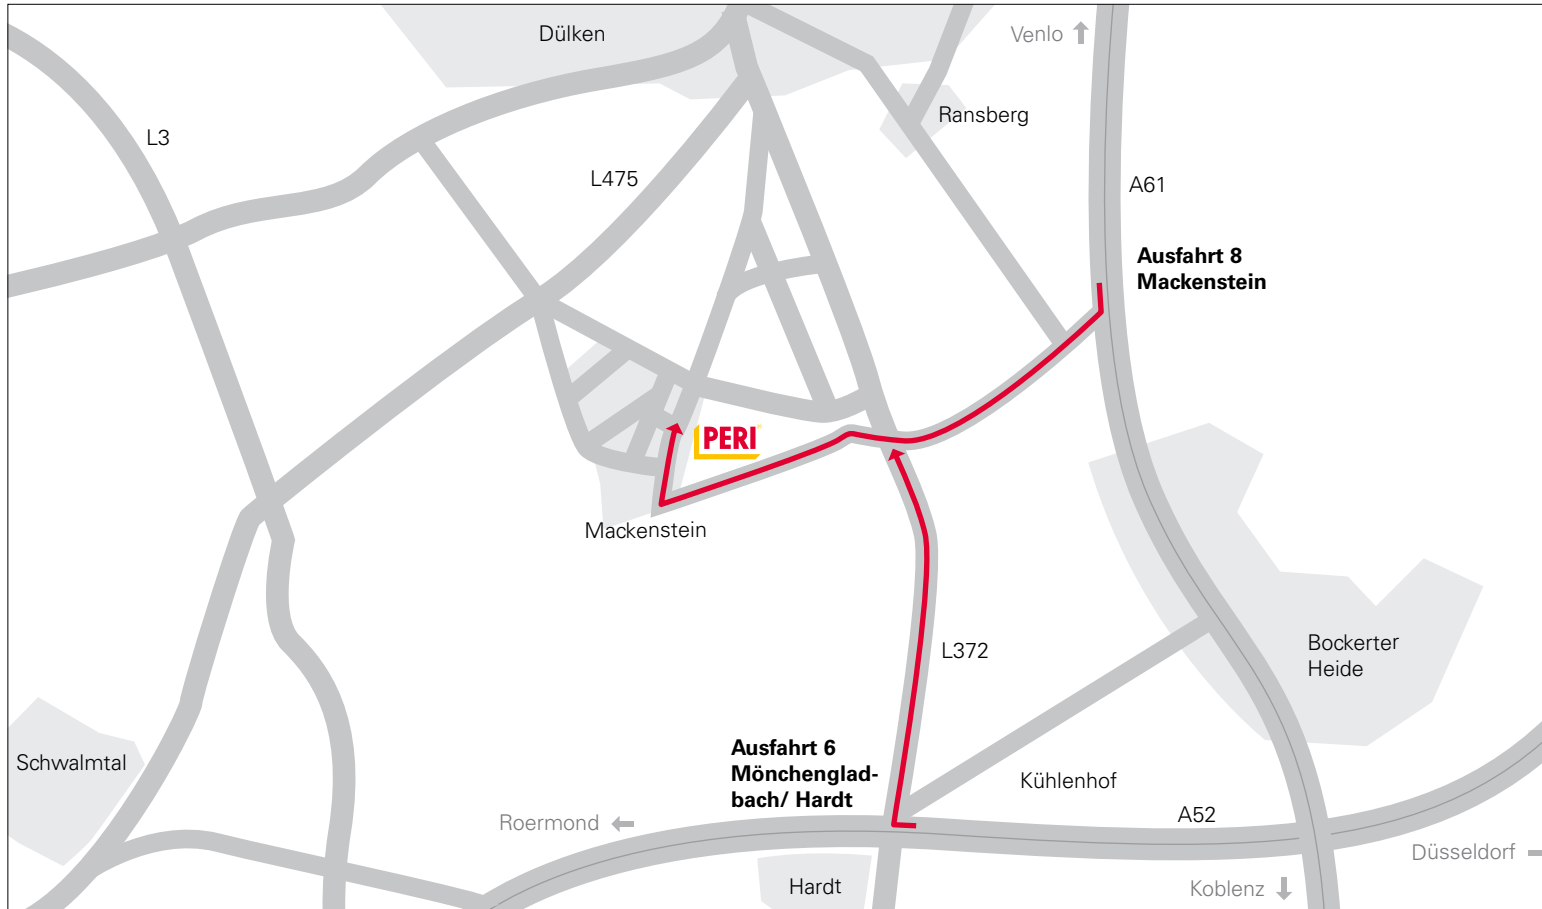 Dülken
Venlo
Ransberg
L3
L475
A61
Ausfahrt 8
Mackenstein
PERI
Mackenstein
L372
Bockerter
Heide
Ausfahrt 6
Mönchenglad-
bach/ Hardt
Schwalmtal
Kühlenhof
Roermond
A52
Düsseldorf
Hardt
Koblenz